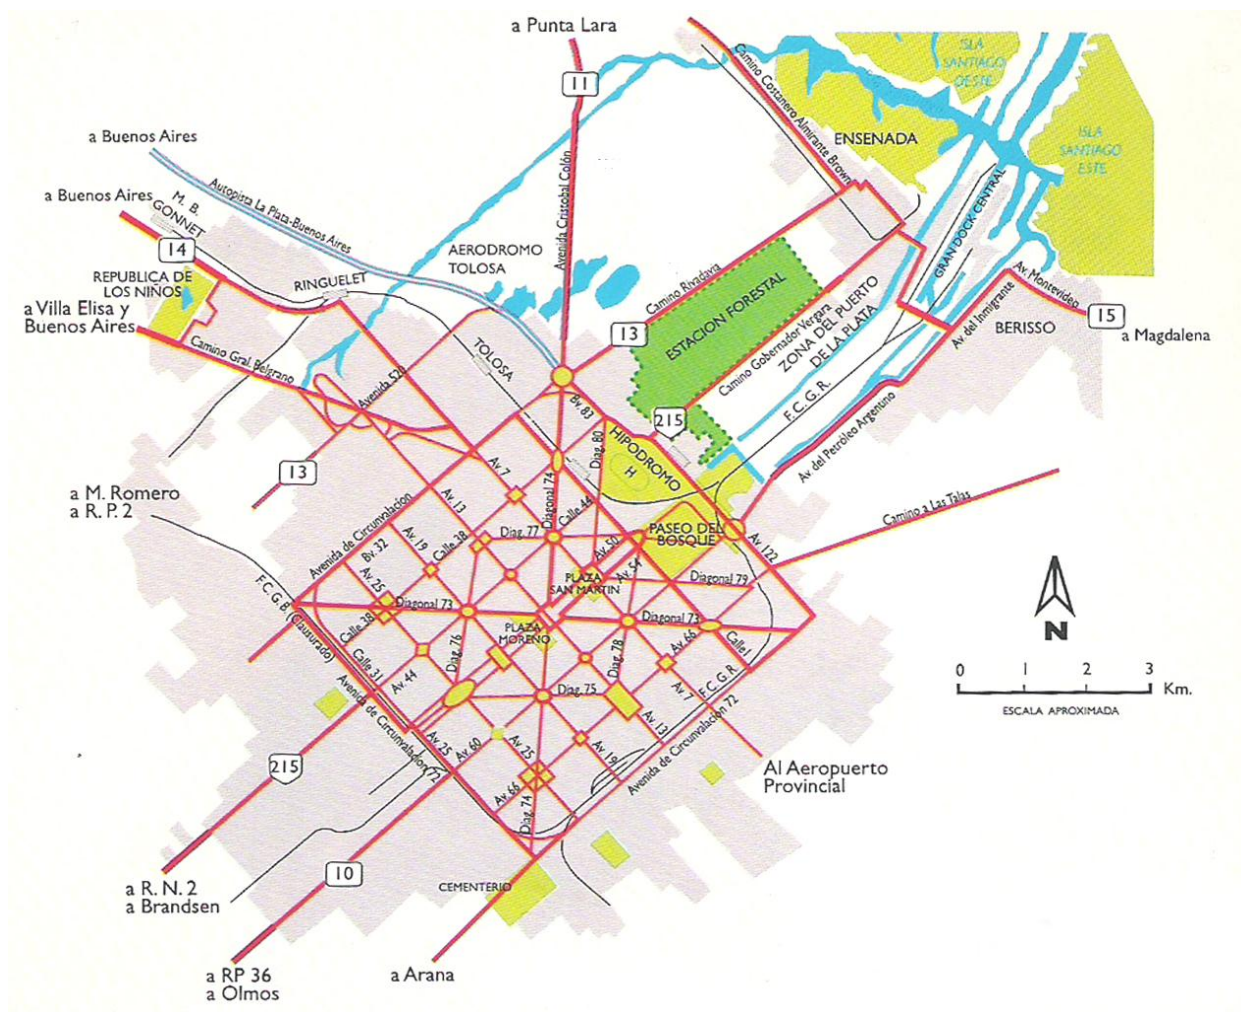 a Punta Lara
11
Camino Costanero Almirante Brown
ISLA
SANTIAGO
OESTE
ENSENADA
ISLA
SANTIAGO
ESTE
a Buenos Aires
Autopista La Plata-Buenos Aires
a Buenos Aires
M. B.
GONNET
14
Avenida Cristobal Colón
AERODROMO
TOLOSA
GRAN DOCK CENTRAL
REPUBLICA DE
LOS NIÑOS
RINGUELET
a Villa Elisa y
Buenos Aires
Camino Rivadavia
ESTACION FORESTAL
Camino Gobernador Vergara
ZONA DEL PUERTO
DE LA PLATA
Av. Montevideo
15
a Magdalena
Av. del Inmigrante
BERISSO
13
Camino Gral. Belgrano
Avenida 520
TOLOSA
F. C. G. R.
Bv. 83
215
Av. del Petróleo Argentino
HIPODROMO
H
Diag. 80
13
Av. 7
Diagonal 74
Av. 13
Calle 44
a M. Romero
a R. P. 2
Avenida de Circunvalacion
Camino a Las Talas
Bv. 32
Av. 19
Calle 38
Diag. 77
Av. 50
PASEO DEL
BOSQUE
Av. 122
Av. 54
F. C. G. B. (Clausurado)
Av. 25
PLAZA
SAN MARTIN
Diagonal 79
Diagonal 73
Calle 38
PLAZA
MORENO
Diagonal 73
Calle 1
Av. 66
Diag. 76
Diag. 78
N
Calle 31
Av. 44
F. C. G. R.
Diag. 75
Av. 7
0 1 2 3 Km.
ESCALA APROXIMADA
Avenida de Circunvalacion 72
Av. 13
Avenida de Circunvalacion 72
Av. 25
Av. 60
Av. 25
Av. 19
215
Al Aeropuerto
Provincial
Av. 66
Diag. 74
10
CEMENTERIO
a R. N. 2
a Brandsen
a RP 36
a Olmos
a Arana